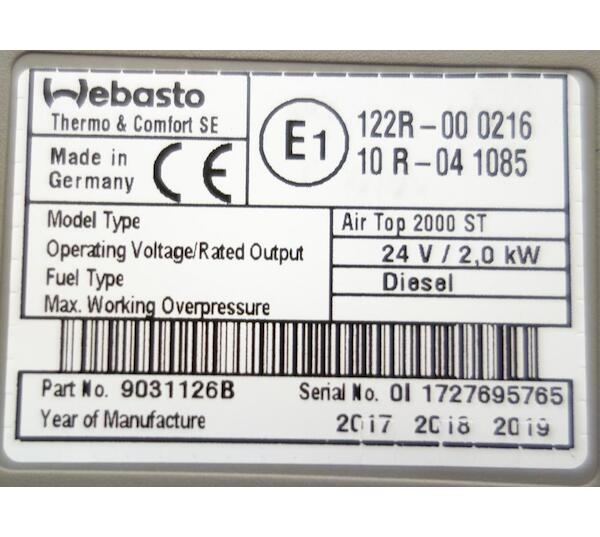 Webasto
Thermo & Comfort SE
Made in
Germany
CE
E1
122R-00 0216
10 R-04 1085
Model Type
Air Top 2000 ST
Operating Voltage/Rated Output
24 V / 2,0 kW
Fuel Type
Diesel
Max. Working Overpressure
Part No. 9031126B
Serial No. 01 1727695765
Year of Manufacture
2017 2018 2019